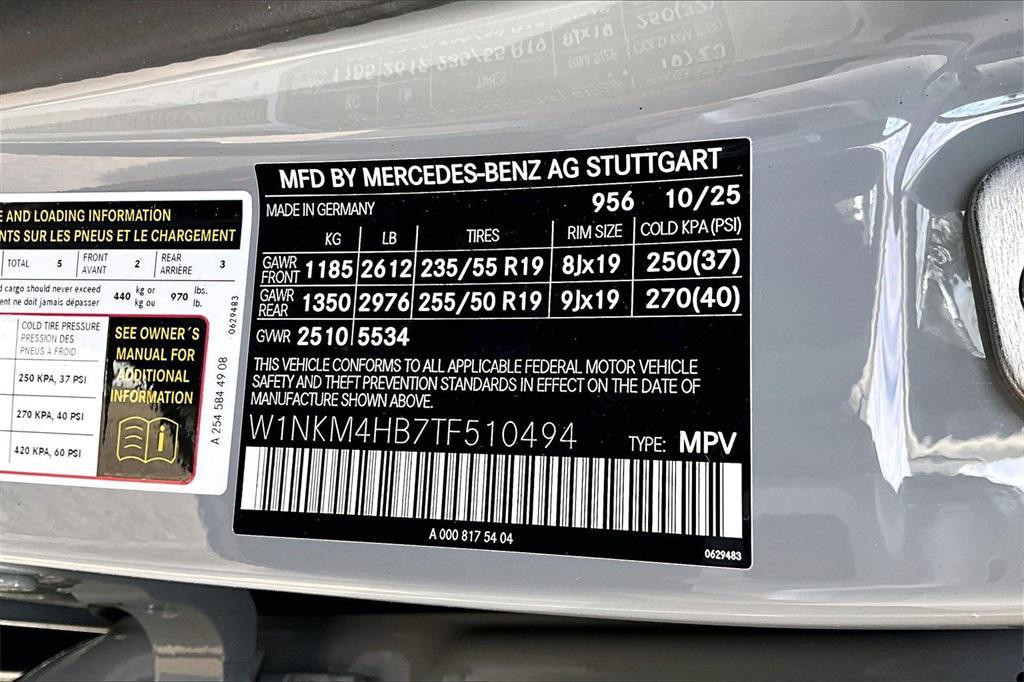 MFD BY MERCEDES-BENZ AG STUTTGART
MADE IN GERMANY 956 10/25
KG LB TIRES RIM SIZE COLD KPA (PSI)
GAWR FRONT 1185 2612 235/55 R19 8Jx19 250(37)
GAWR REAR 1350 2976 255/50 R19 9Jx19 270(40)
GVWR 2510 5534
THIS VEHICLE CONFORMS TO ALL APPLICABLE FEDERAL MOTOR VEHICLE
SAFETY AND THEFT PREVENTION STANDARDS IN EFFECT ON THE DATE OF
MANUFACTURE SHOWN ABOVE.
W1NKM4HB7TF510494 TYPE: MPV
A 000 817 54 04
0629483
AND LOADING INFORMATION
SUR LES PNEUS ET LE CHARGEMENT
TOTAL 5 FRONT AVANT 2 REAR ARRIÈRE 3
cargo should never exceed
ne doit jamais dépasser
440 kg or kg ou 970 lbs. lb.
0629483
COLD TIRE PRESSURE
PRESSION DES
PNEUS À FROID
250 KPA, 37 PSI
270 KPA, 40 PSI
420 KPA, 60 PSI
SEE OWNER´S
MANUAL FOR
ADDITIONAL
INFORMATION
A 254 584 49 08